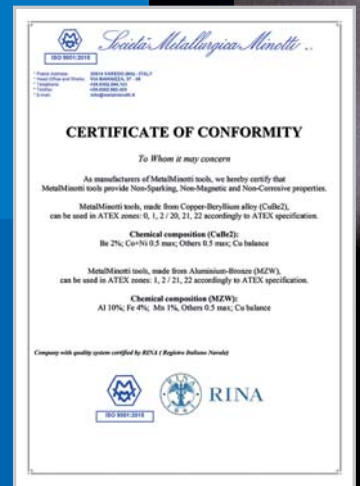 Società Metallurgica Minotti
ISO 9001:2015
CERTIFICATE OF CONFORMITY
To Whom it may concern
As manufacturers of MetalMinotti tools, we hereby certify that
MetalMinotti tools provide Non-Sparking, Non-Magnetic and Non-Corrosive properties.
MetalMinotti tools, made from Copper-Beryllium alloy (CuBe2),
can be used in ATEX zones: 0, 1, 2 / 20, 21, 22 accordingly to ATEX specification.
Chemical composition (CuBe2):
Be 2%; Co+Ni 0.5 max; Others 0.5 max; Cu balance
MetalMinotti tools, made from Aluminium-Bronze (MZW),
can be used in ATEX zones: 1, 2 / 21, 22 accordingly to ATEX specification.
Chemical composition (MZW):
Al 10%; Fe 4%; Mn 1%, Others 0.5 max; Cu balance
Company with quality system certified by RINA ( Registro Italiano Navale)
RINA
ISO 9001:2015